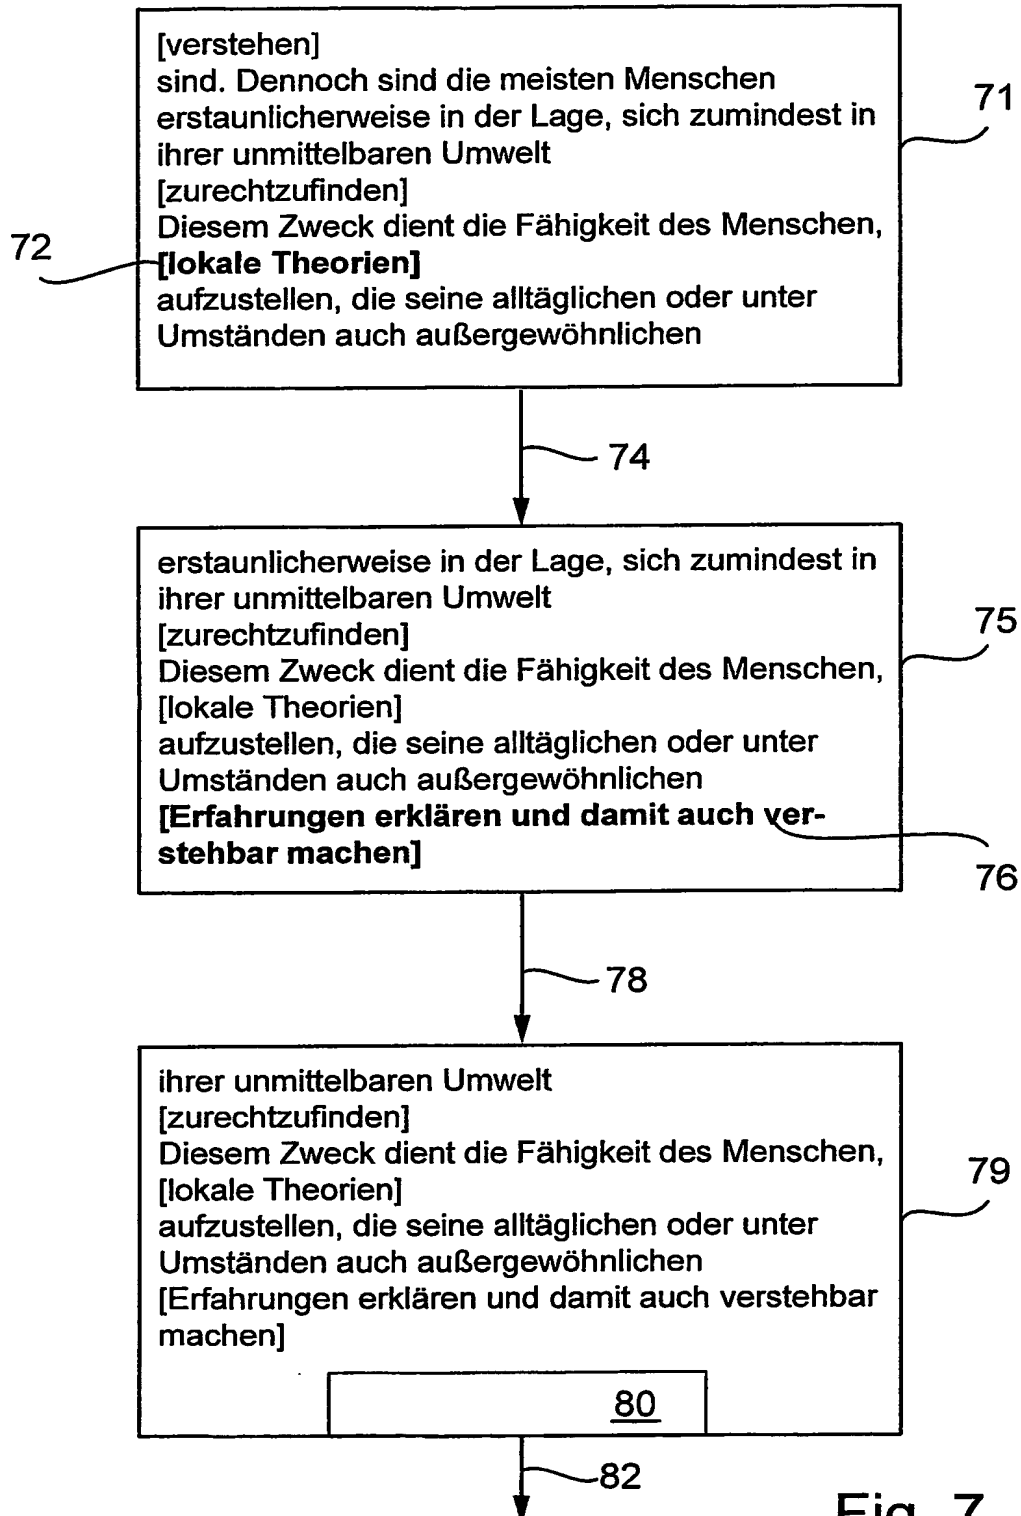 [verstehen]
sind. Dennoch sind die meisten Menschen
erstaunlicherweise in der Lage, sich zumindest in
ihrer unmittelbaren Umwelt
[zurechtzufinden]
Diesem Zweck dient die Fähigkeit des Menschen,
[lokale Theorien]
aufzustellen, die seine alltäglichen oder unter
Umständen auch außergewöhnlichen
71
72
74
erstaunlicherweise in der Lage, sich zumindest in
ihrer unmittelbaren Umwelt
[zurechtzufinden]
Diesem Zweck dient die Fähigkeit des Menschen,
[lokale Theorien]
aufzustellen, die seine alltäglichen oder unter
Umständen auch außergewöhnlichen
[Erfahrungen erklären und damit auch ver-
stehbar machen]
75
76
78
ihrer unmittelbaren Umwelt
[zurechtzufinden]
Diesem Zweck dient die Fähigkeit des Menschen,
[lokale Theorien]
aufzustellen, die seine alltäglichen oder unter
Umständen auch außergewöhnlichen
[Erfahrungen erklären und damit auch verstehbar
machen]
79
80
82
Fig. 7